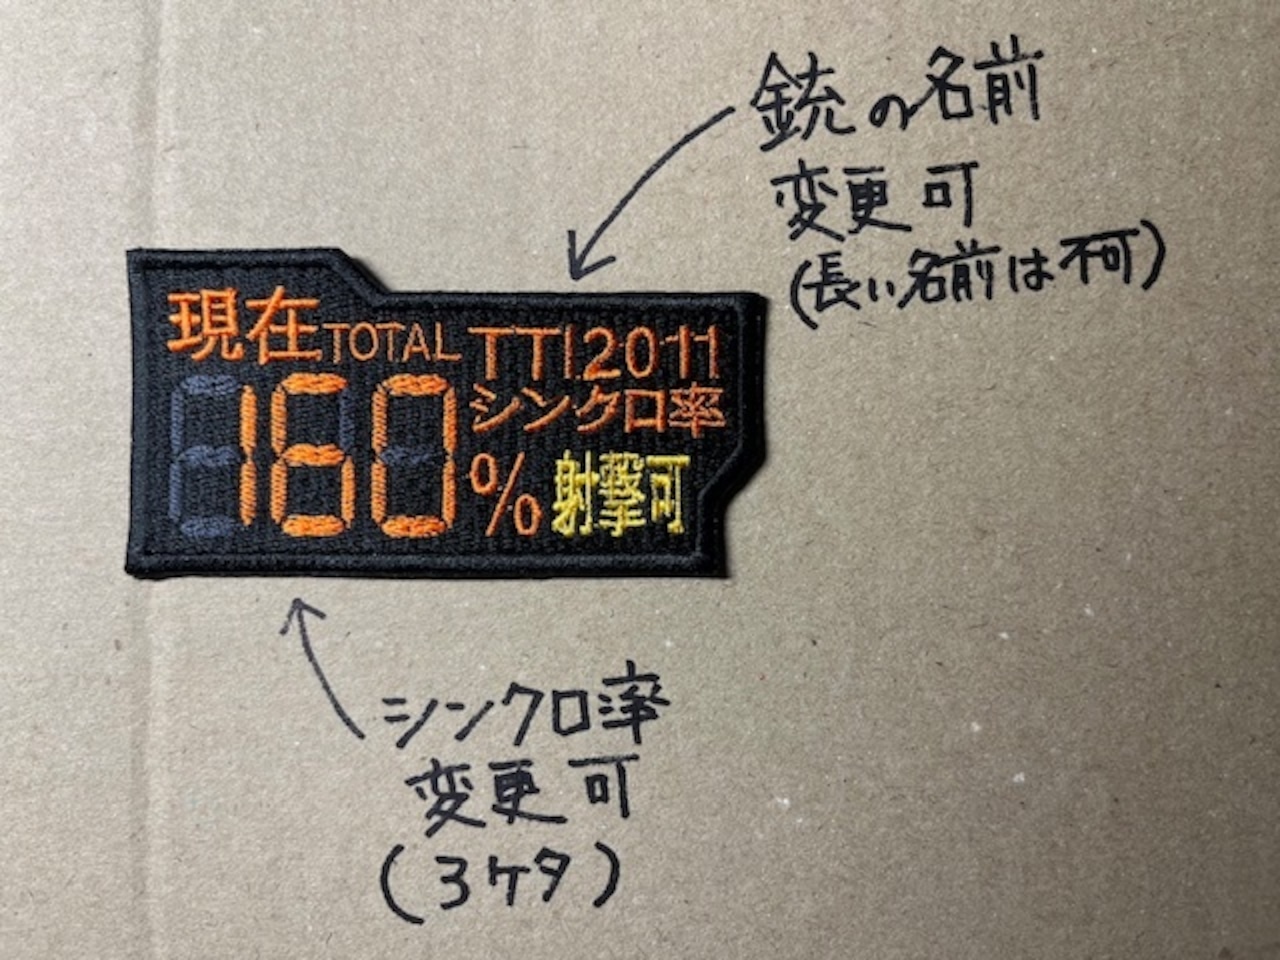 銃の名前
変更可
(長い名前は不可)
現在TOTAL TTI2011
シンクロ率
160% 射撃可
シンクロ率
変更可
(3ケタ)